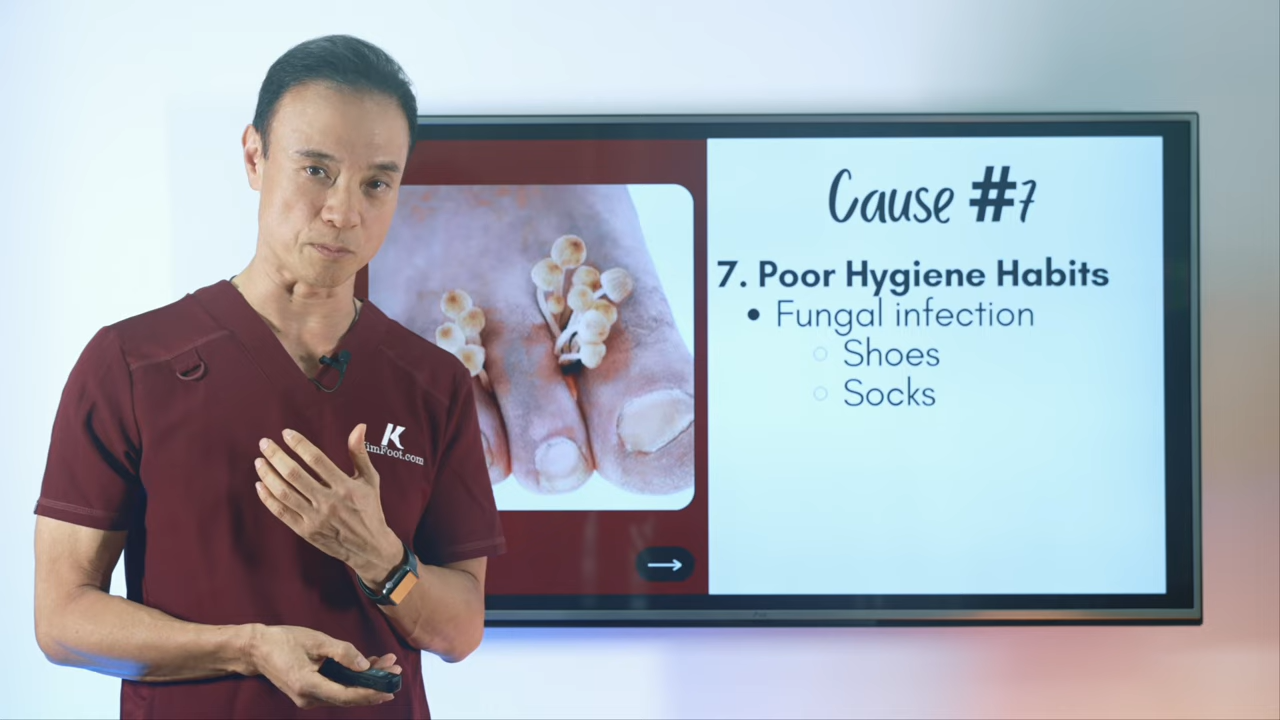 Cause #7
7. Poor Hygiene Habits
Fungal infection
Shoes
Socks
K
KimFoot.com